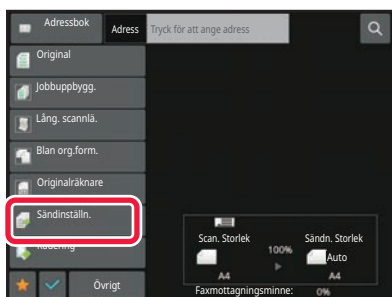 Adressbok
Adress
Tryck för att ange adress
Original
Jobbuppbygg.
Lång. scannlä.
Blan org.form.
Originalräknare
Sändinställn.
Radering
Övrigt
Scan. Storlek
100%
Sändn. Storlek
Auto
A4
A4
Faxmottagningsminne:
0%